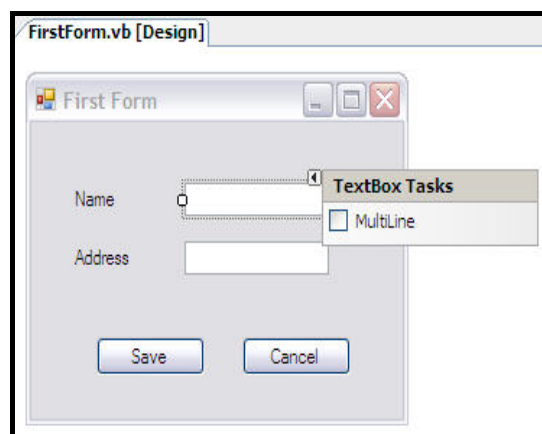 FirstForm.vb [Design]
First Form
TextBox Tasks
Name
MultiLine
Address
Save
Cancel